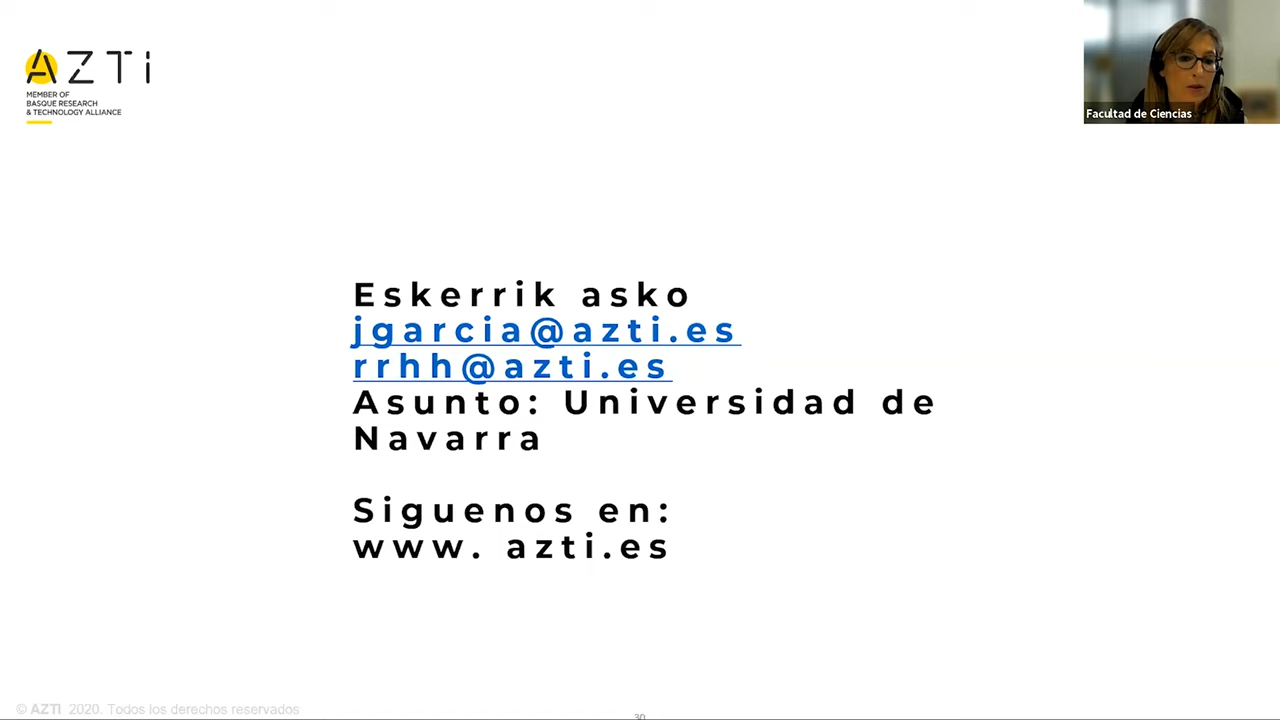 AZTi
MEMBER OF
BASQUE RESEARCH
& TECHNOLOGY ALLIANCE
Facultad de Ciencias
Eskerrik asko
jgarcia@azti.es
rrhh@azti.es
Asunto: Universidad de
Navarra
Siguenos en:
www. azti.es
© AZTI 2020. Todos los derechos reservados
30